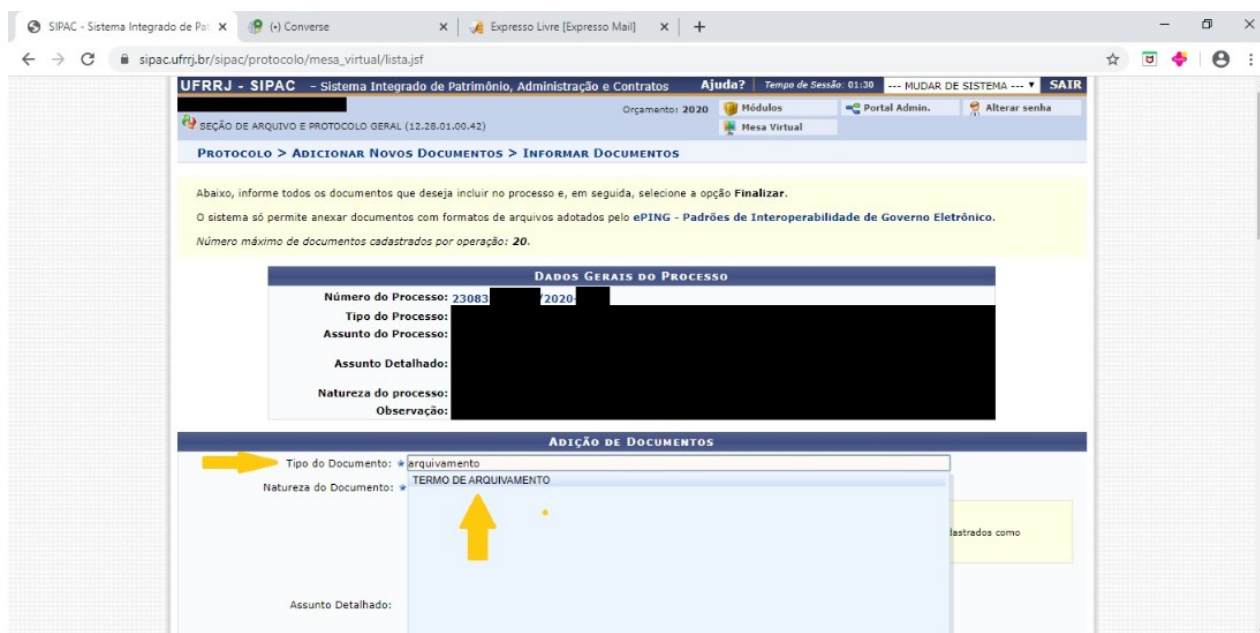 SIPAC - Sistema Integrado de Pat
(•) Converse
Expresso Livre [Expresso Mail]
sipac.ufrrj.br/sipac/protocolo/mesa_virtual/lista.jsf
UFRRJ - SIPAC - Sistema Integrado de Patrimônio, Administração e Contratos Ajuda? Tempo de Sessão: 01:30 --- MUDAR DE SISTEMA --- SAIR
Orçamento: 2020 Módulos Portal Admin. Alterar senha
SEÇÃO DE ARQUIVO E PROTOCOLO GERAL (12.28.01.00.42) Mesa Virtual
PROTOCOLO > ADICIONAR NOVOS DOCUMENTOS > INFORMAR DOCUMENTOS
Abaixo, informe todos os documentos que deseja incluir no processo e, em seguida, selecione a opção Finalizar.
O sistema só permite anexar documentos com formatos de arquivos adotados pelo ePING - Padrões de Interoperabilidade de Governo Eletrônico.
Número máximo de documentos cadastrados por operação: 20.
DADOS GERAIS DO PROCESSO
Número do Processo: 23083 /2020-
Tipo do Processo:
Assunto do Processo:
Assunto Detalhado:
Natureza do processo:
Observação:
ADIÇÃO DE DOCUMENTOS
Tipo do Documento: arquivamento
TERMO DE ARQUIVAMENTO
Natureza do Documento:
dastrados como
Assunto Detalhado: